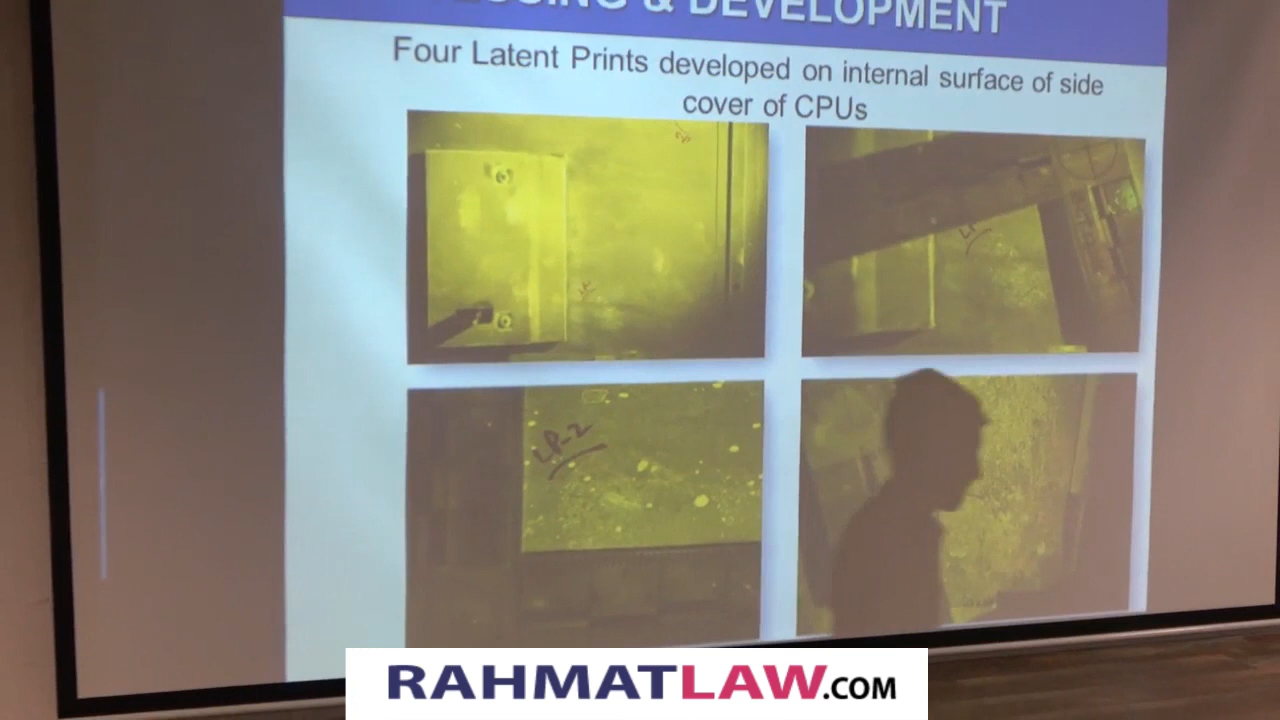 & DEVELOPMENT
Four Latent Prints developed on internal surface of side
cover of CPUs
LP-2
RAHMATLAW.COM